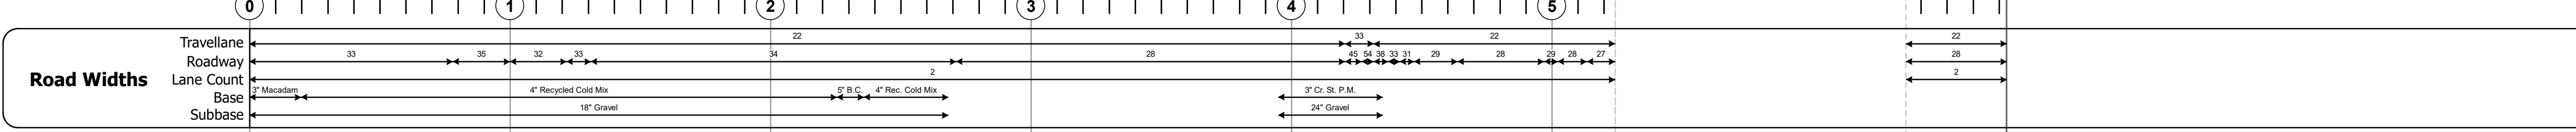 0 1 2 3 4 5
Road Widths
Travellane 22 33 22 22
Roadway 33 35 32 33 34 28 45 54 38 33 31 29 28 29 28 27 28
Lane Count 2 2
Base 3" Macadam 4" Recycled Cold Mix 5" B.C. 4" Rec. Cold Mix 3" Cr. St. P.M.
Subbase 18" Gravel 24" Gravel